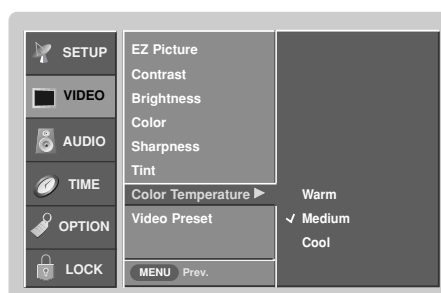 SETUP
VIDEO
AUDIO
TIME
OPTION
LOCK
EZ Picture
Contrast
Brightness
Color
Sharpness
Tint
Color Temperature ▶
Video Preset
MENU Prev.
Warm
✓ Medium
Cool